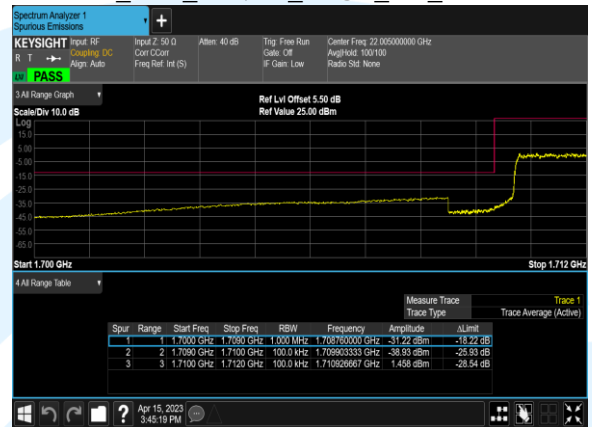 Spectrum Analyzer 1
Spurious Emissions
KEYSIGHT Input: RF Input Z: 50 Ω Atten: 40 dB Trig: Free Run Center Freq: 22.005000000 GHz
R T Coupling: DC Corr CCorr Gate: Off Avg|Hold: 100/100
Align: Auto Freq Ref: Int (S) IF Gain: Low Radio Std: None
PASS
3 All Range Graph
Scale/Div 10.0 dB Ref Lvl Offset 5.50 dB
Ref Value 25.00 dBm
Log
15.0
5.00
-5.00
-15.0
-25.0
-35.0
-45.0
-55.0
-65.0
Start 1.700 GHz Stop 1.712 GHz
4 All Range Table
Measure Trace Trace 1
Trace Type Trace Average (Active)
Spur Range Start Freq Stop Freq RBW Frequency Amplitude ΔLimit
1 1 1.7000 GHz 1.7090 GHz 1.000 MHz 1.708760000 GHz -31.22 dBm -18.22 dB
2 2 1.7090 GHz 1.7100 GHz 100.0 kHz 1.709903333 GHz -38.93 dBm -25.93 dB
3 3 1.7100 GHz 1.7120 GHz 100.0 kHz 1.710926667 GHz 1.458 dBm -28.54 dB
? Apr 15, 2023
3:45:19 PM